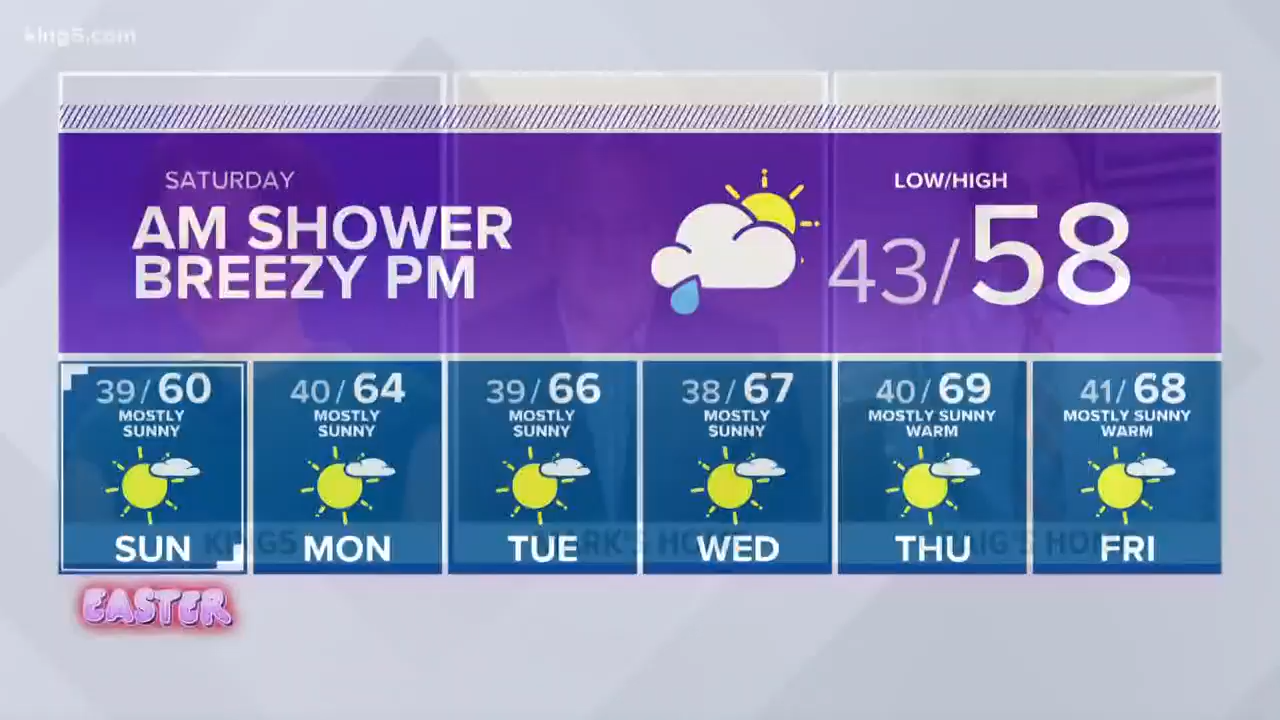 king5.com
SATURDAY
AM SHOWER
BREEZY PM
LOW/HIGH
43/58
39/60
MOSTLY
SUNNY
SUN
40/64
MOSTLY
SUNNY
MON
39/66
MOSTLY
SUNNY
TUE
38/67
MOSTLY
SUNNY
WED
40/69
MOSTLY SUNNY
WARM
THU
41/68
MOSTLY SUNNY
WARM
FRI
KING5
EASTER